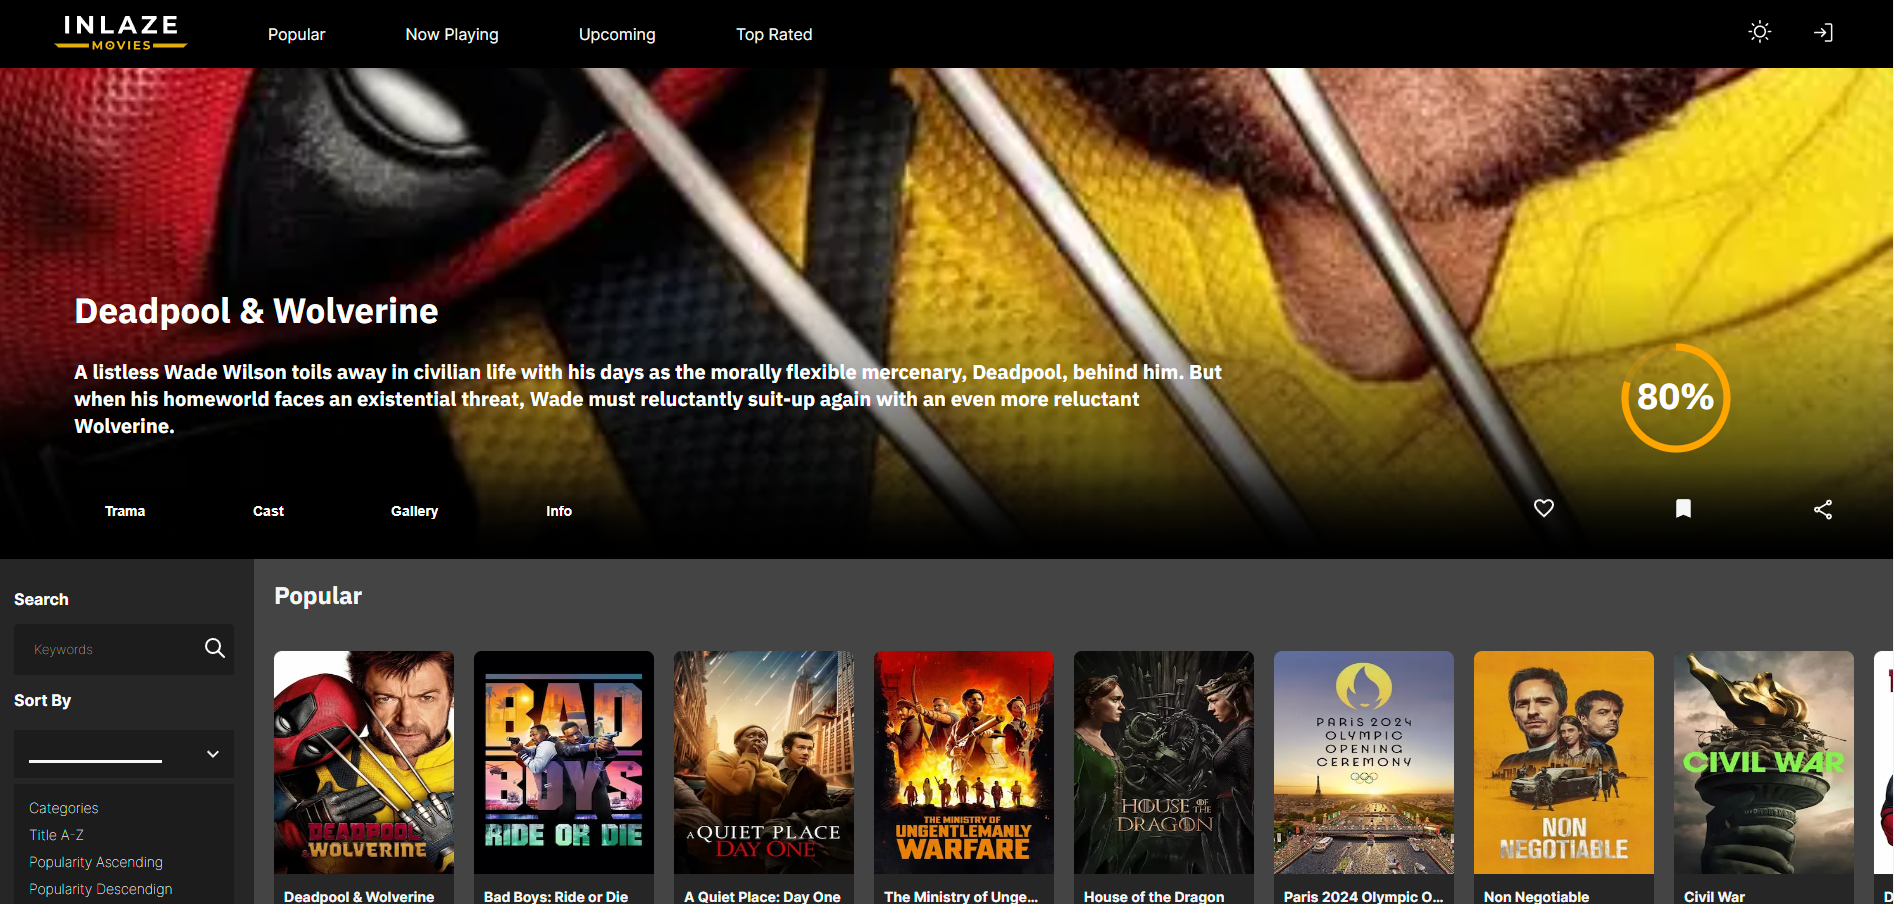 INLAZE
MOVIES
Popular
Now Playing
Upcoming
Top Rated
Deadpool & Wolverine
A listless Wade Wilson toils away in civilian life with his days as the morally flexible mercenary, Deadpool, behind him. But
when his homeworld faces an existential threat, Wade must reluctantly suit-up again with an even more reluctant
Wolverine.
80%
Trama
Cast
Gallery
Info
Search
Keywords
Sort By
Categories
Title A-Z
Popularity Ascending
Popularity Descendign
Popular
DEADPOOL
& WOLVERINE
Deadpool & Wolverine
BAD
BOYS
RIDE OR DIE
Bad Boys: Ride or Die
A QUIET PLACE
DAY ONE
A Quiet Place: Day One
THE MINISTRY OF
UNGENTLEMANLY
WARFARE
The Ministry of Unge...
HOUSE OF THE
DRAGON
House of the Dragon
PARIS 2024
OLYMPIC
OPENING
CEREMONY
Paris 2024 Olympic O...
NON
NEGOTIABLE
Non Negotiable
CIVIL WAR
Civil War